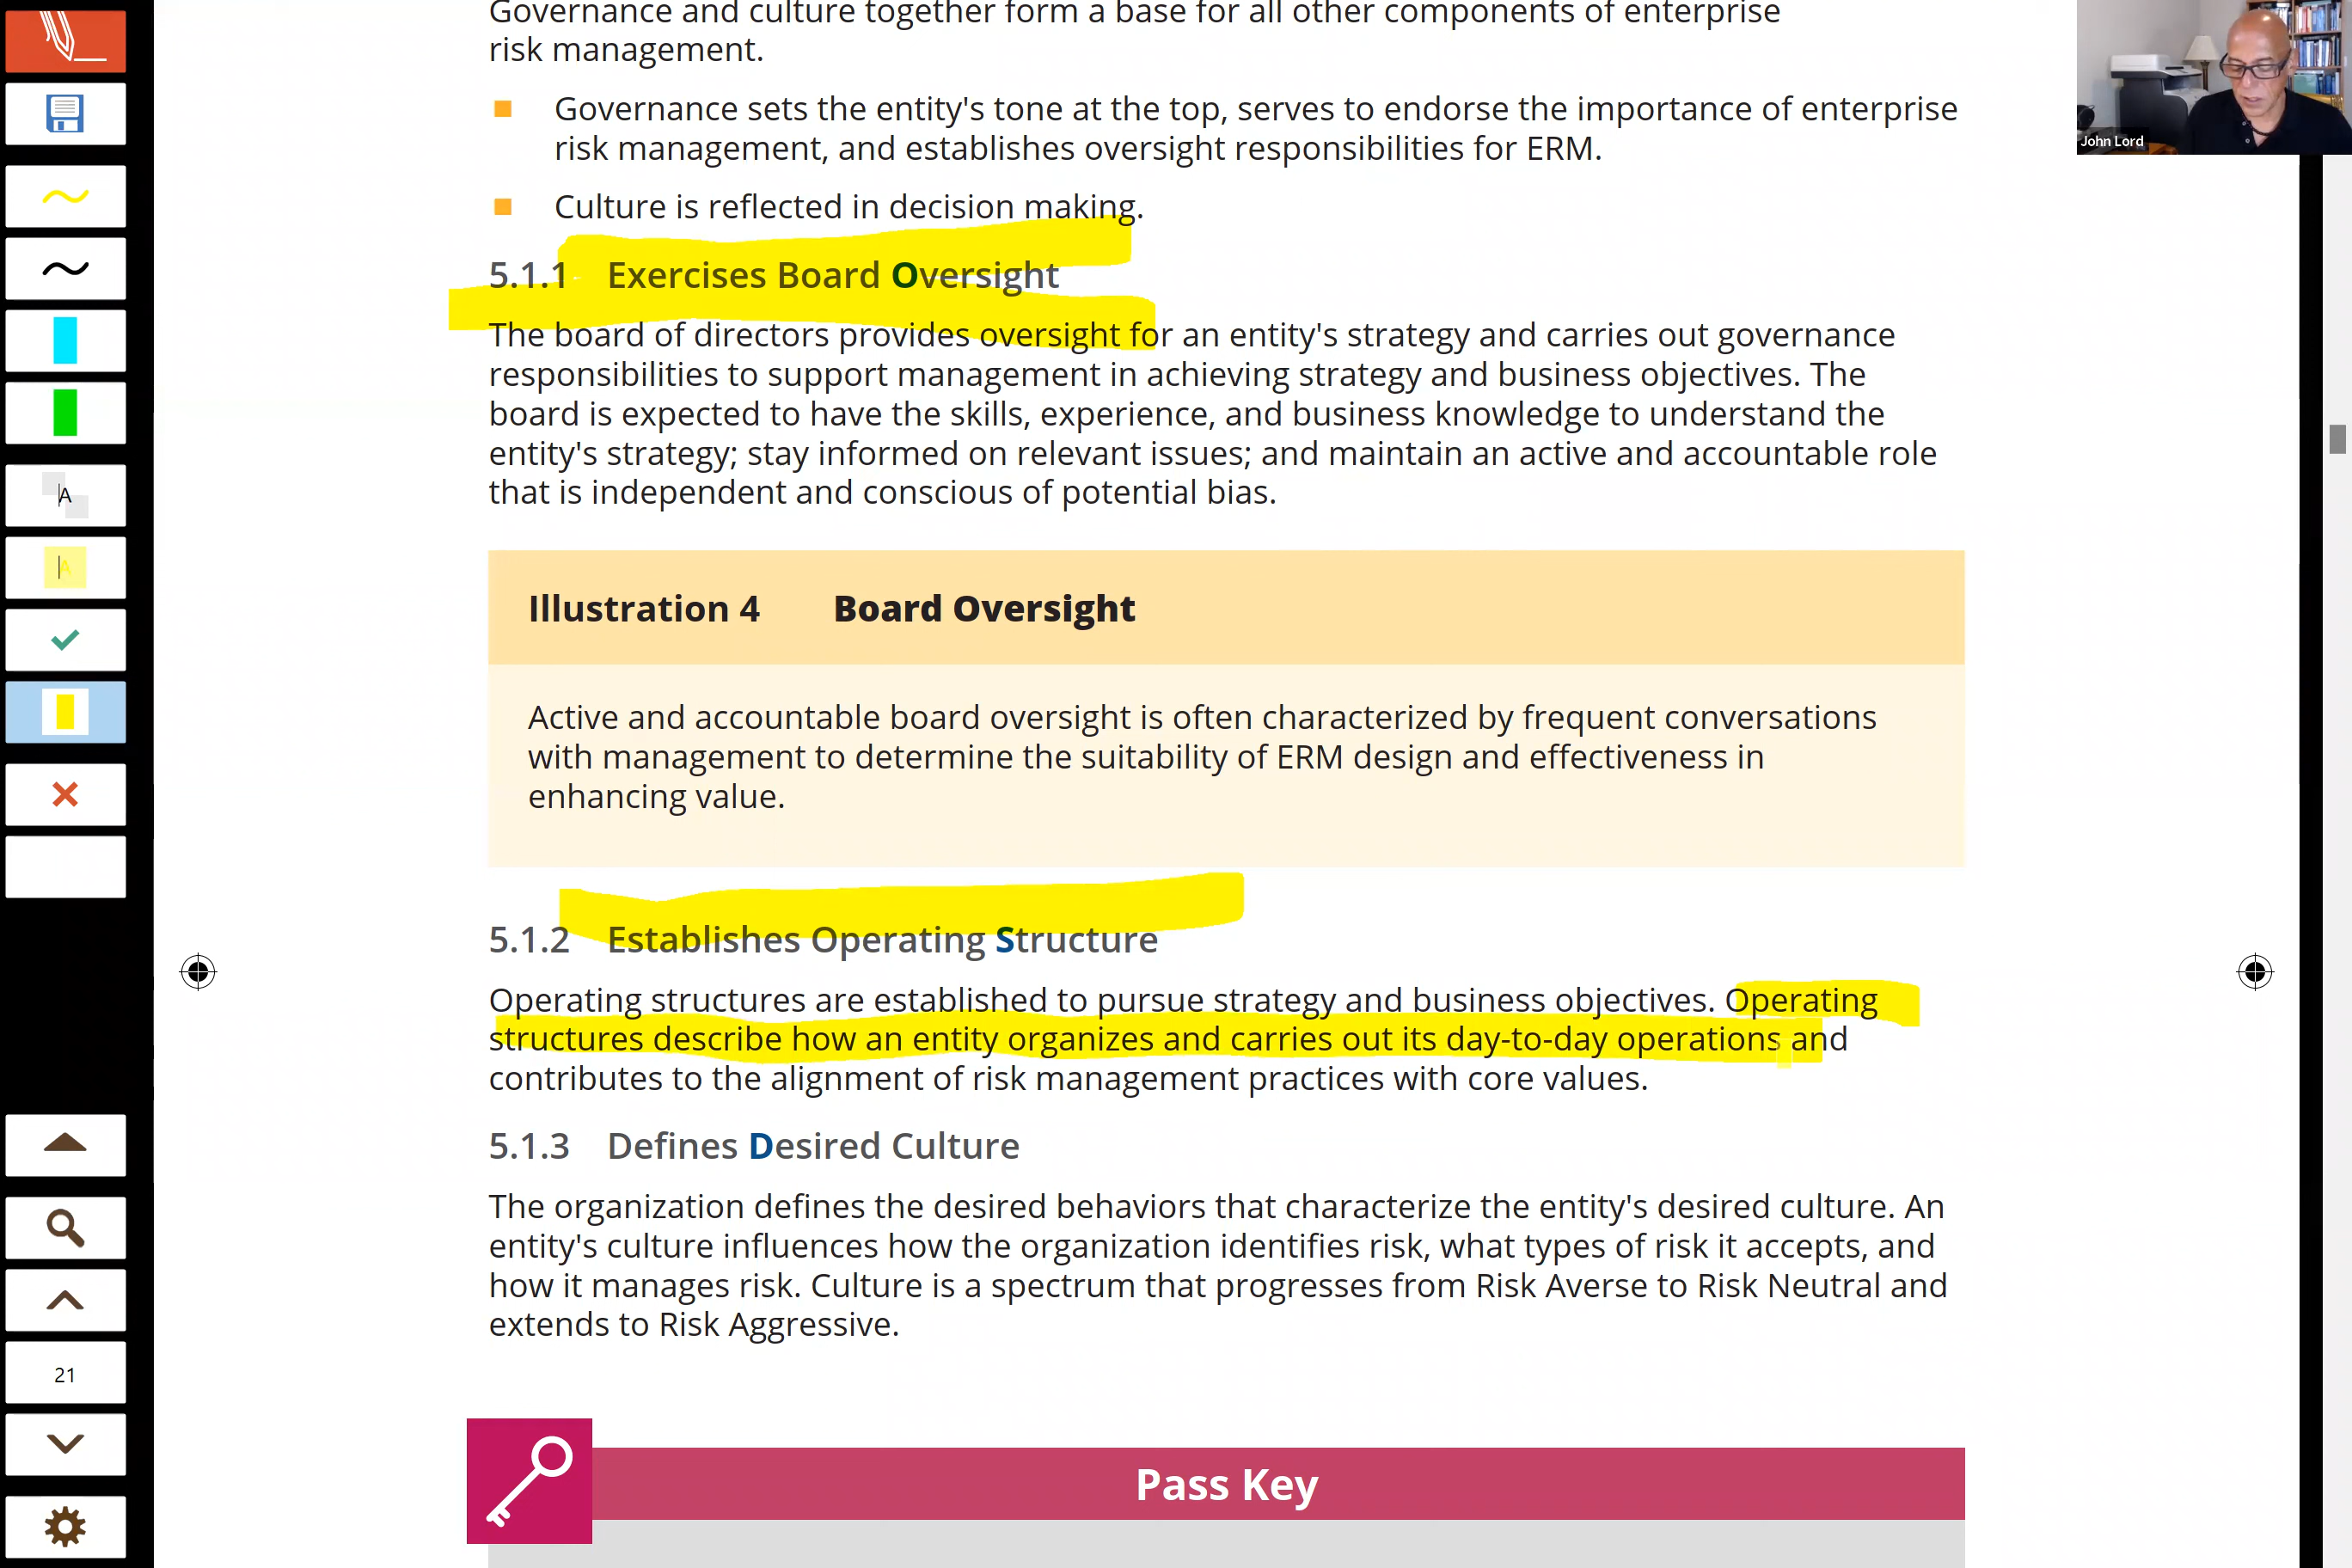 Governance and culture together form a base for all other components of enterprise
risk management.
Governance sets the entity's tone at the top, serves to endorse the importance of enterprise
risk management, and establishes oversight responsibilities for ERM.
Culture is reflected in decision making.
5.1.1 Exercises Board Oversight
The board of directors provides oversight for an entity's strategy and carries out governance
responsibilities to support management in achieving strategy and business objectives. The
board is expected to have the skills, experience, and business knowledge to understand the
entity's strategy; stay informed on relevant issues; and maintain an active and accountable role
that is independent and conscious of potential bias.
Illustration 4 Board Oversight
Active and accountable board oversight is often characterized by frequent conversations
with management to determine the suitability of ERM design and effectiveness in
enhancing value.
5.1.2 Establishes Operating Structure
Operating structures are established to pursue strategy and business objectives. Operating
structures describe how an entity organizes and carries out its day-to-day operations and
contributes to the alignment of risk management practices with core values.
5.1.3 Defines Desired Culture
The organization defines the desired behaviors that characterize the entity's desired culture. An
entity's culture influences how the organization identifies risk, what types of risk it accepts, and
how it manages risk. Culture is a spectrum that progresses from Risk Averse to Risk Neutral and
extends to Risk Aggressive.
Pass Key
John Lord
A
A
21